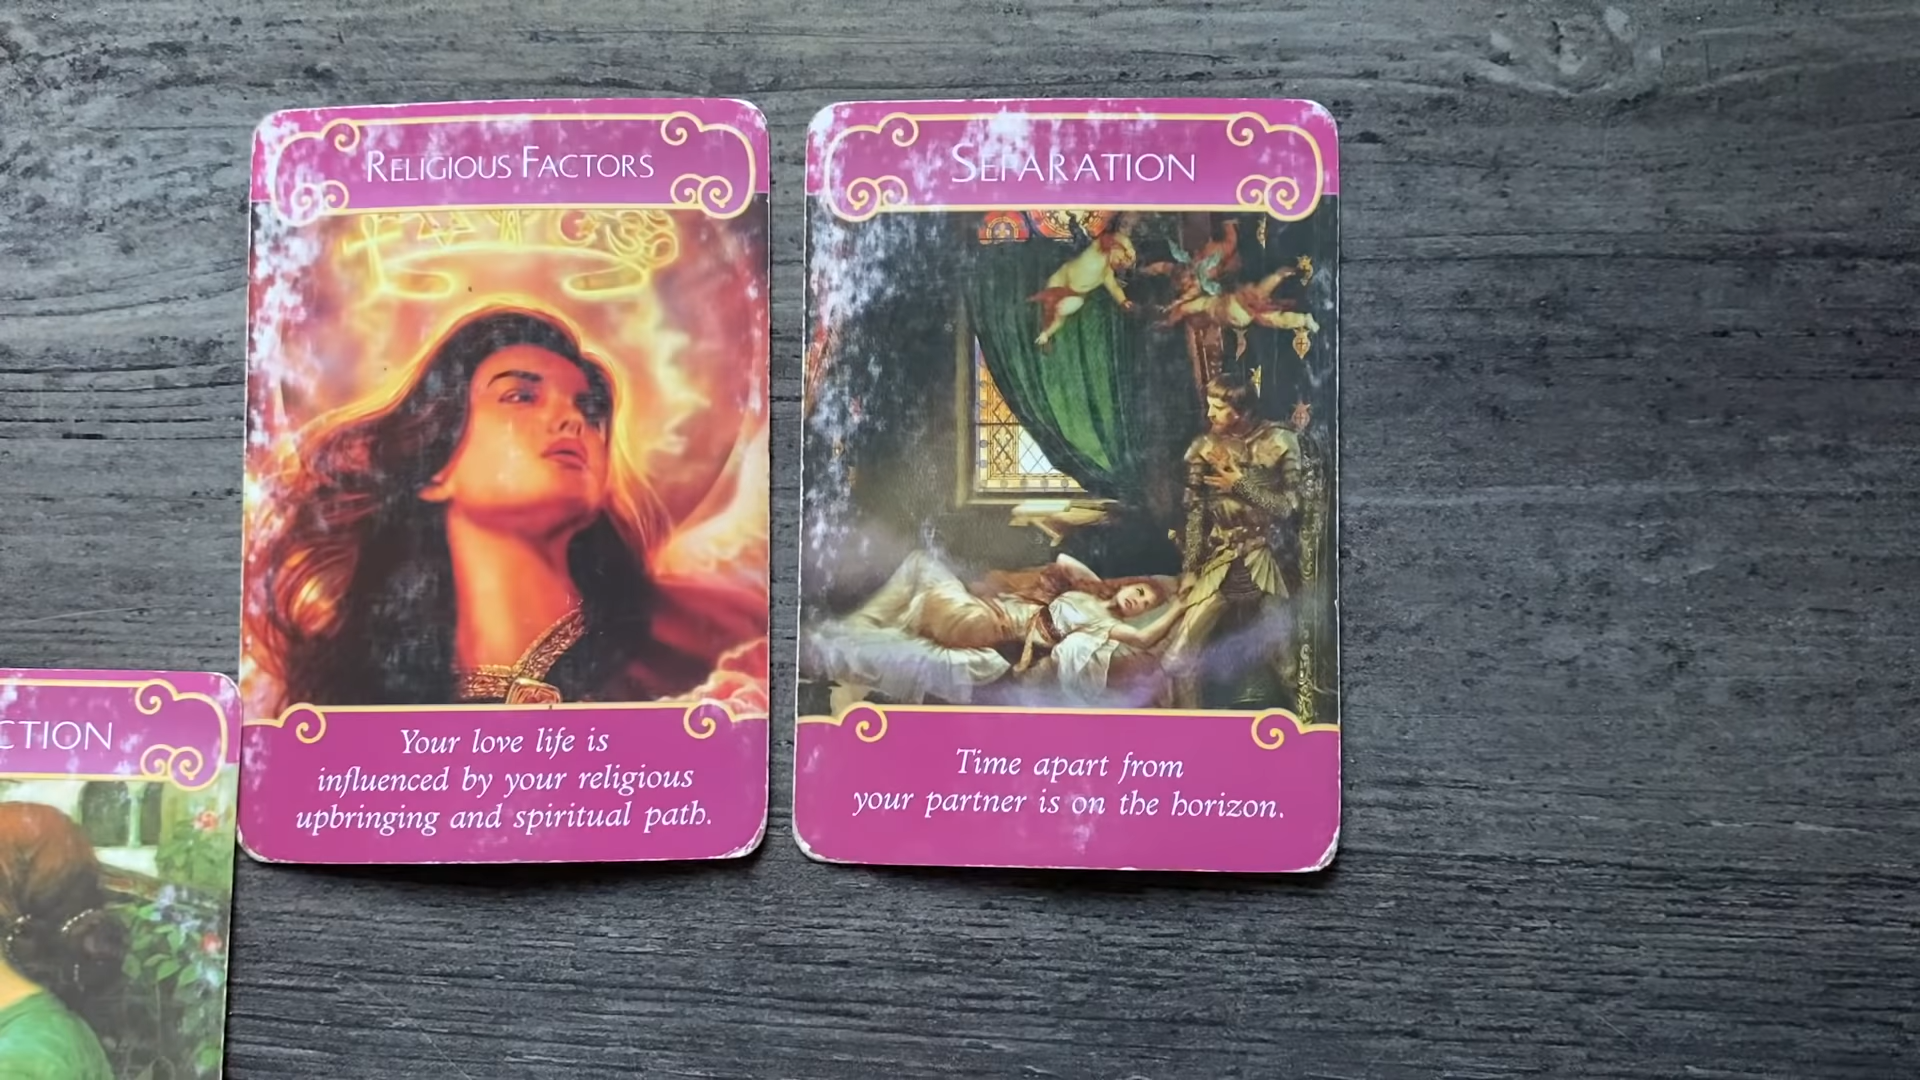 RELIGIOUS FACTORS
Your love life is
influenced by your religious
upbringing and spiritual path.
SEPARATION
Time apart from
your partner is on the horizon.
CTION